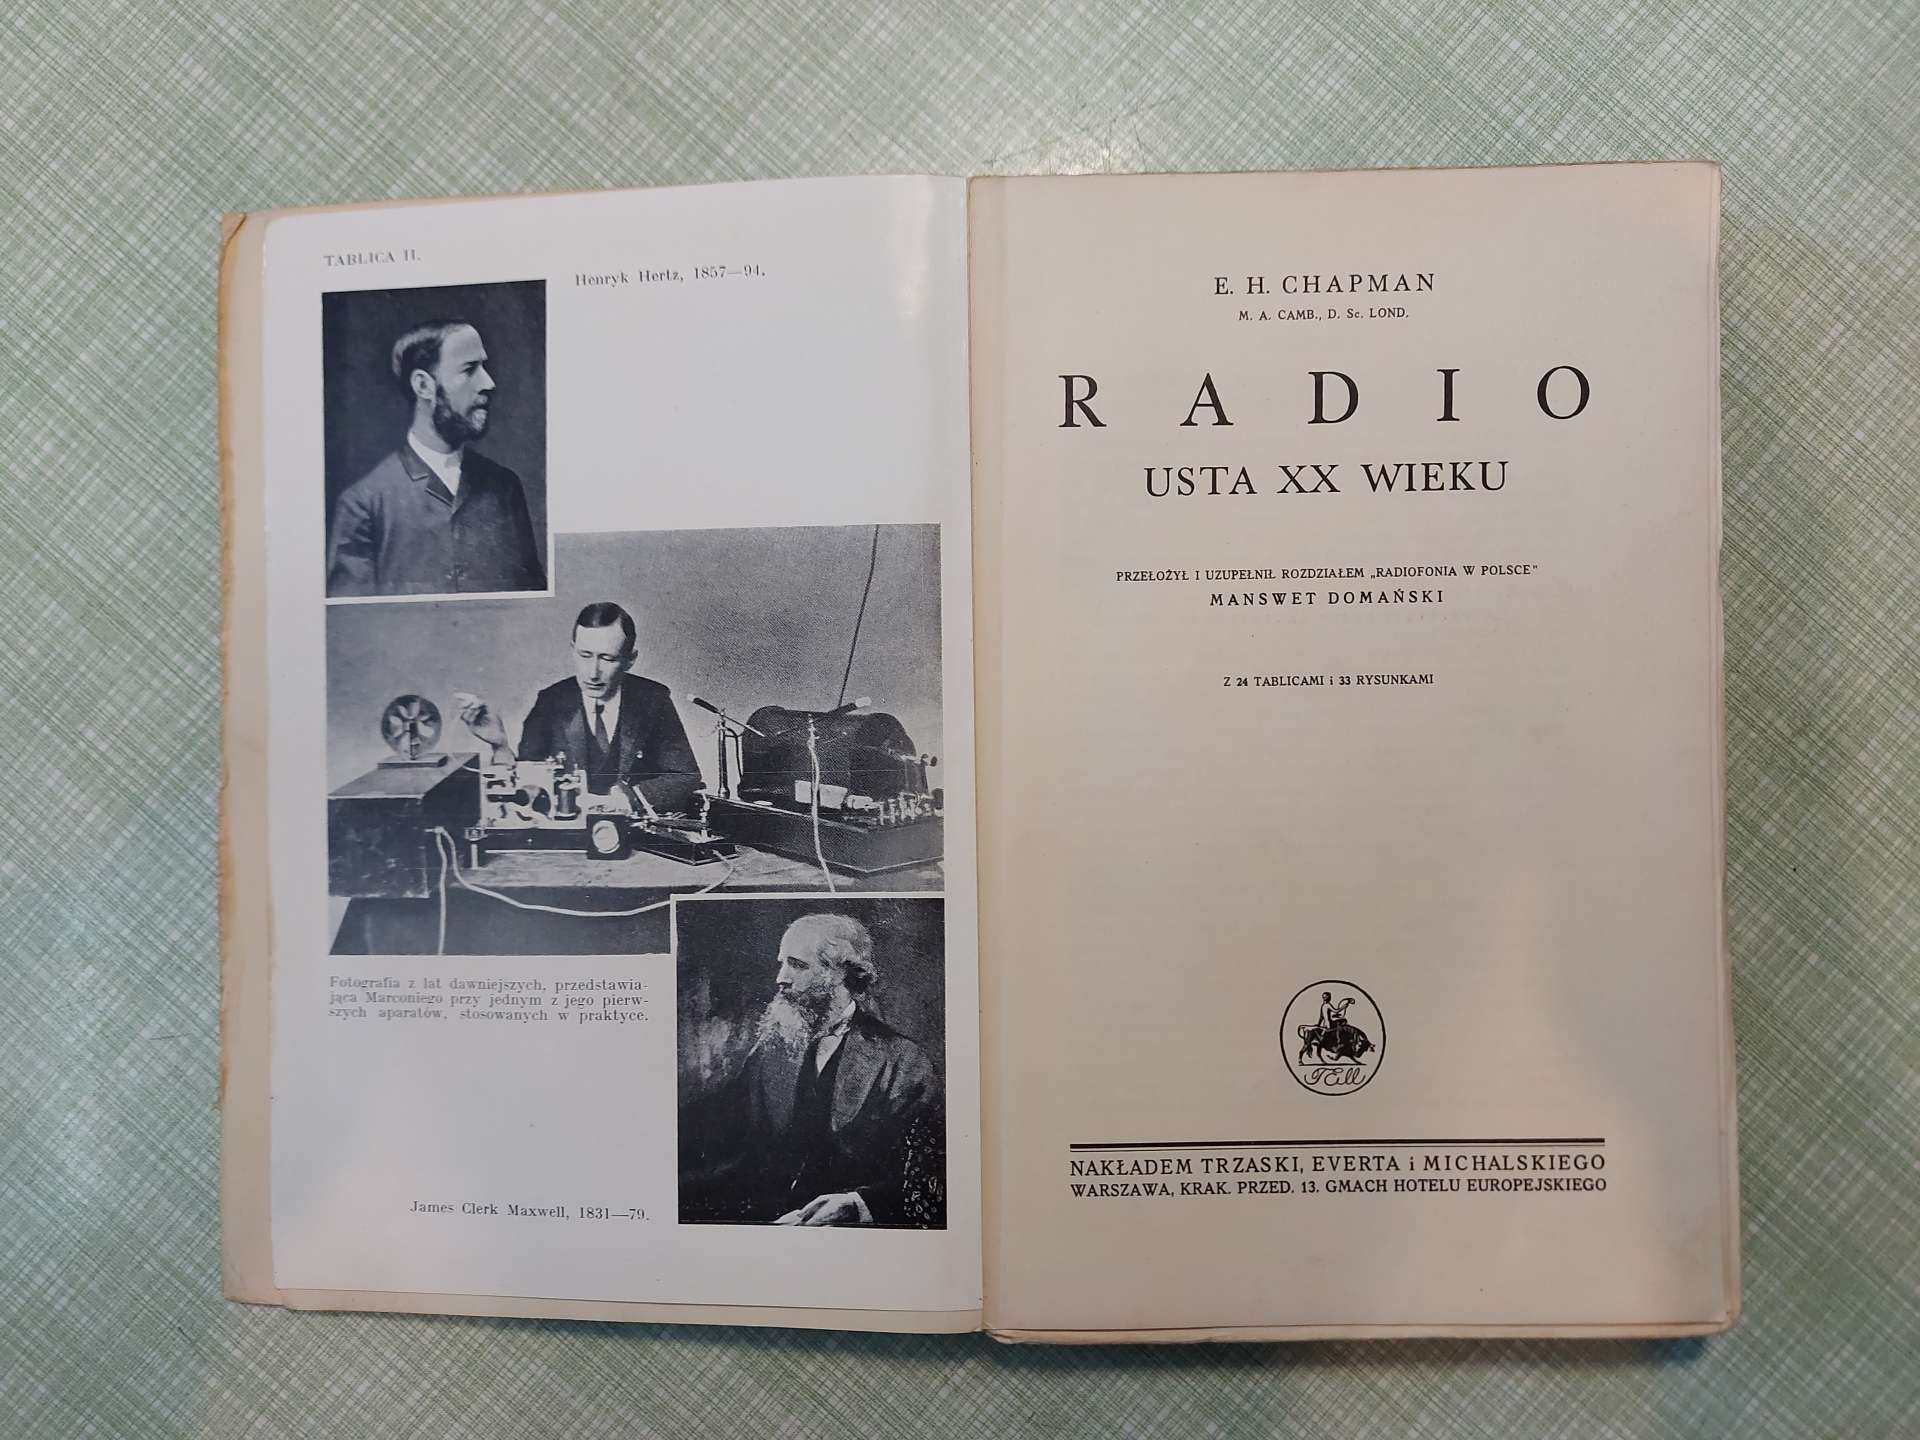 TABLICA II.
Henryk Hertz, 1857—94.
Fotografia z lat dawniejszych, przedstawia-
jąca Marconiego przy jednym z jego pierw-
szych aparatów, stosowanych w praktyce.
James Clerk Maxwell, 1831—79.
E. H. CHAPMAN
M. A. CAMB., D. Sc. LOND.
RADIO
USTA XX WIEKU
PRZEŁOŻYŁ I UZUPEŁNIŁ ROZDZIAŁEM „RADIOFONIA W POLSCE"
MANSWET DOMAŃSKI
Z 24 TABLICAMI i 33 RYSUNKAMI
TEiM
NAKŁADEM TRZASKI, EVERTA i MICHALSKIEGO
WARSZAWA, KRAK. PRZED. 13. GMACH HOTELU EUROPEJSKIEGO